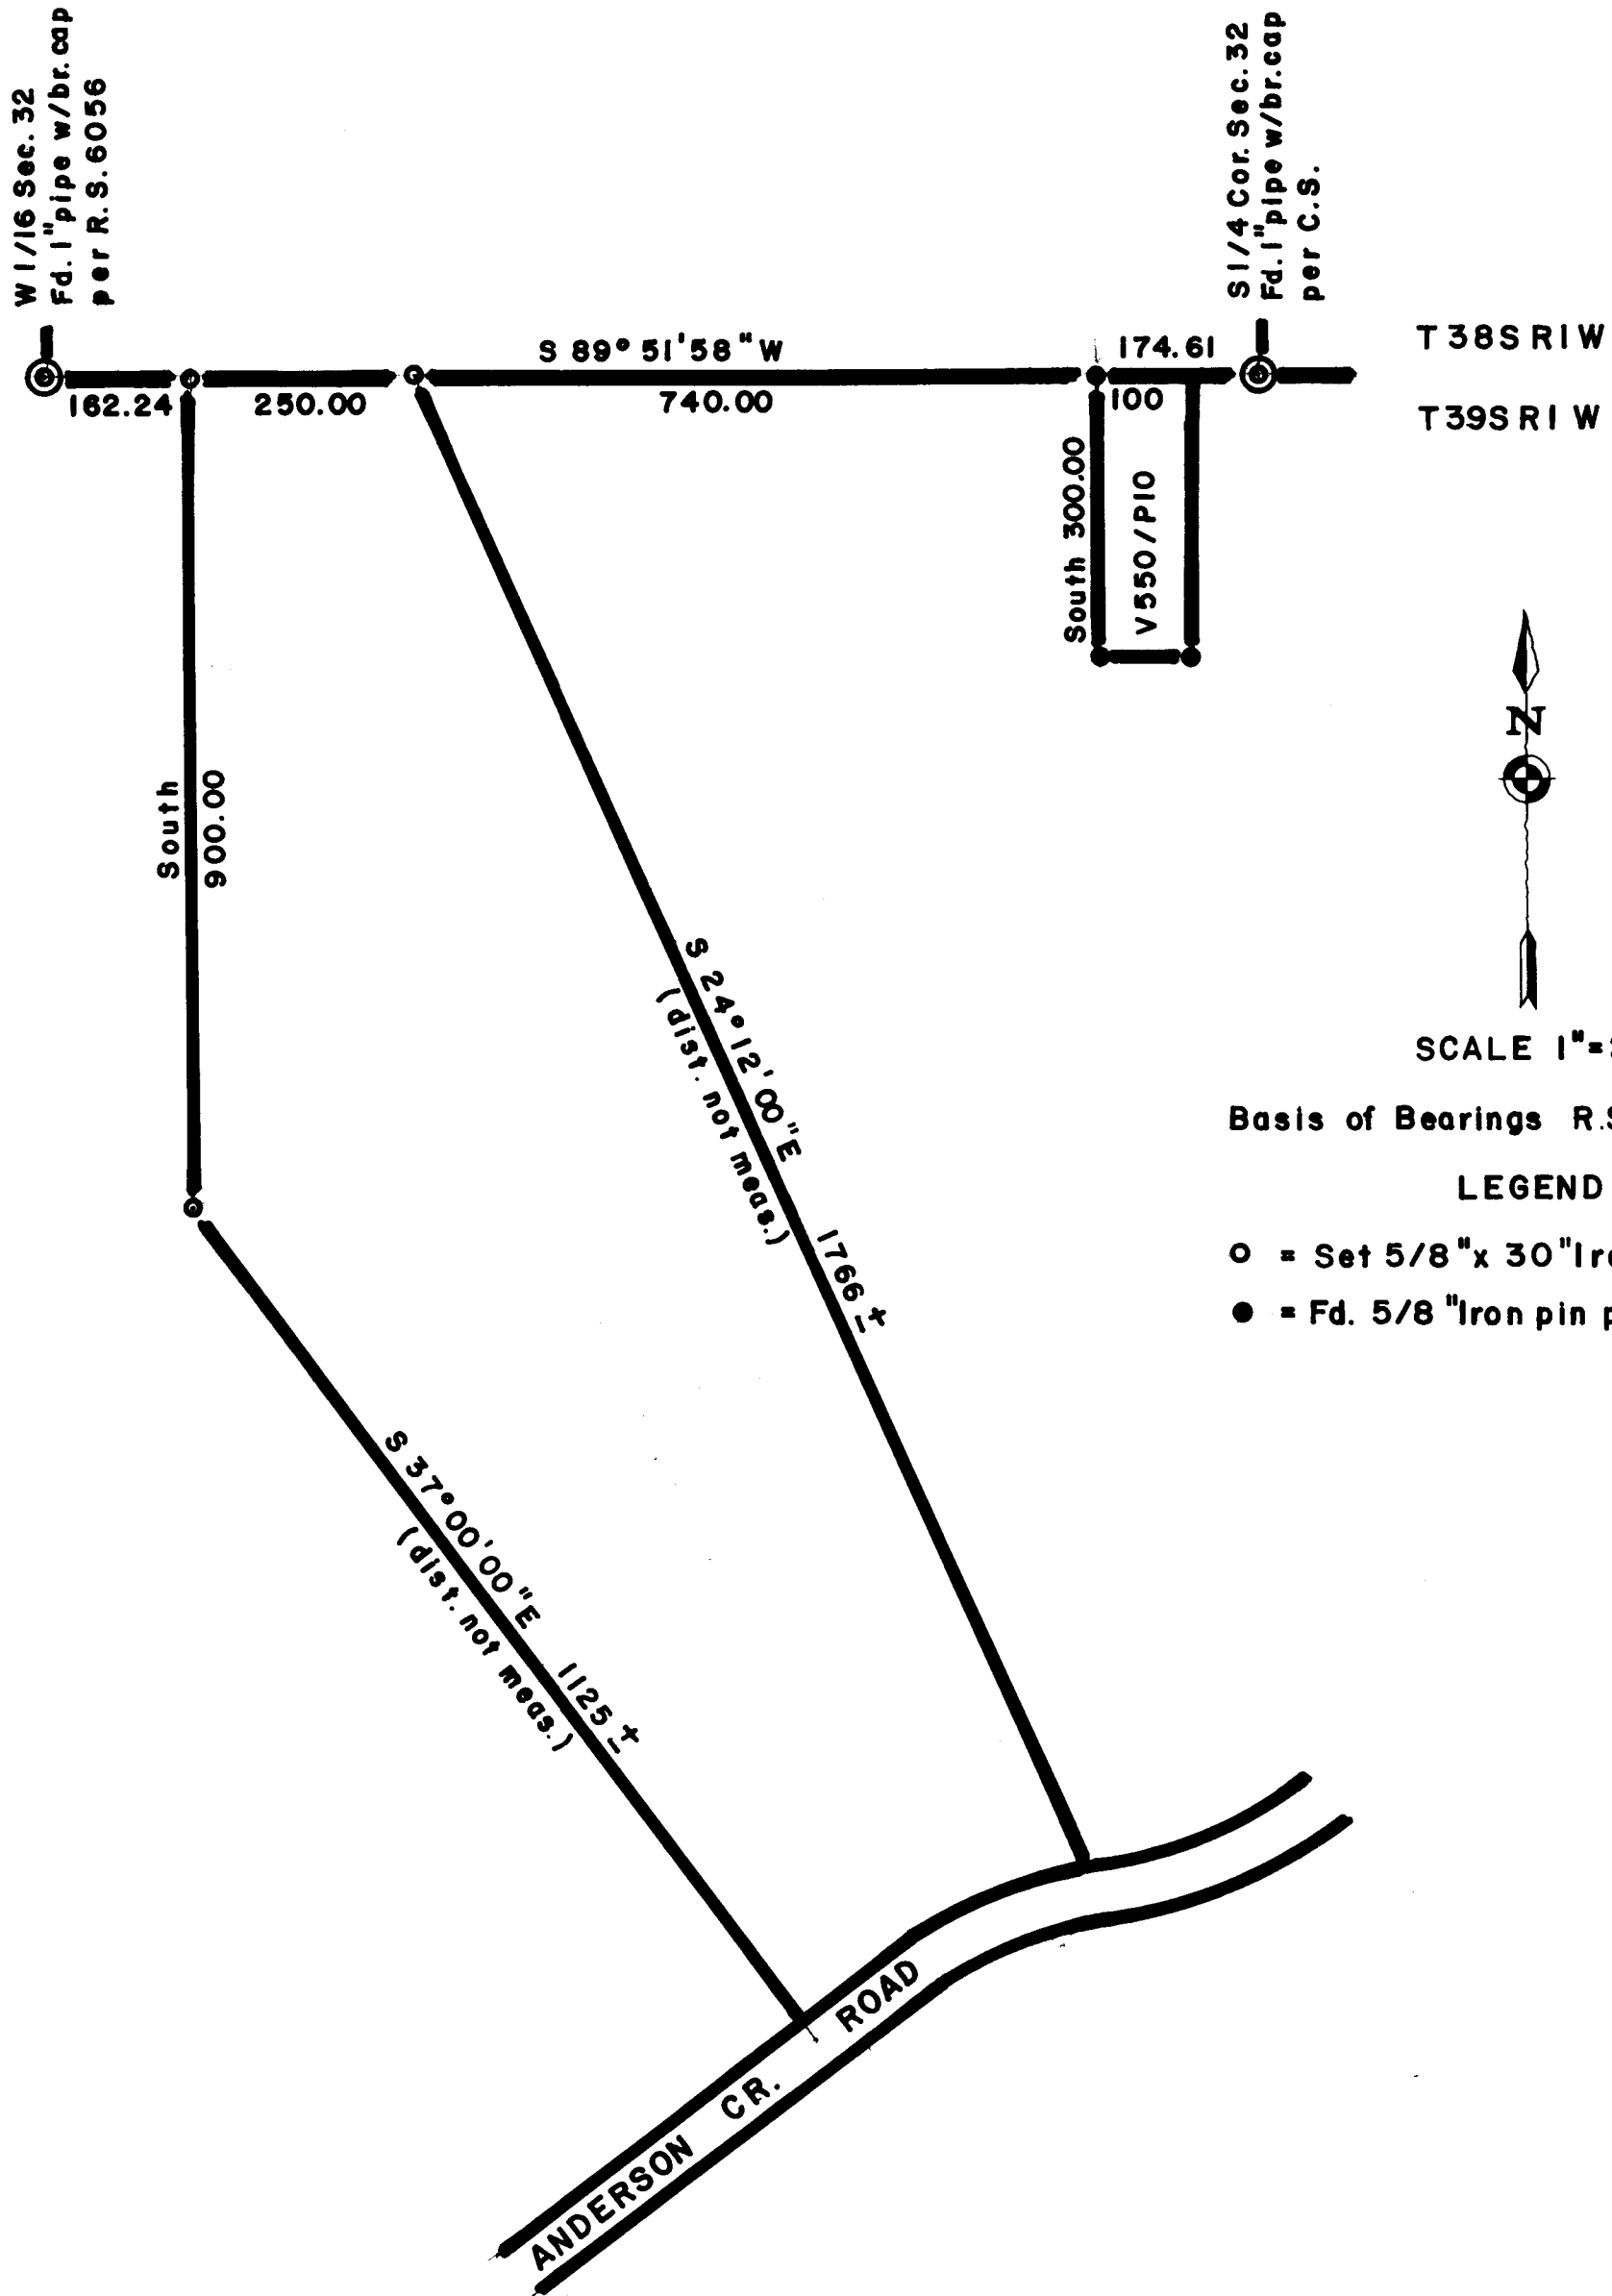 W 1/16 Sec. 32
Fd. 1" pipe w/br. cap
per R.S. 6056
S 1/4 Cor. Sec. 32
Fd. 1" pipe w/br. cap
per C.S.
S 89° 51' 58" W
174.61
T38S R1W
162.24
250.00
740.00
100
T39S R1W
South 300.00
V550/P10
South
900.00
N
S 24° 12' 00" E 1766 ±
(dist. not meas.)
SCALE 1"=
Basis of Bearings R.S
LEGEND
= Set 5/8" x 30" Iro
= Fd. 5/8" Iron pin p
S 37° 00' 00" E 1125 ±
(dist. not meas.)
ANDERSON CR. ROAD